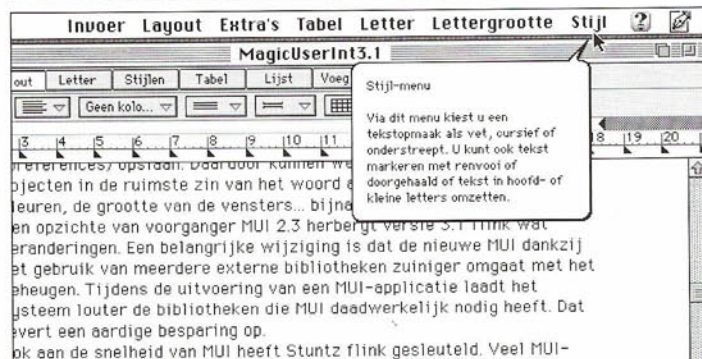 Invoer Layout Extra's Tabel Letter Lettergrootte Stijl
MagicUserInt3.1
out Letter Stijlen Tabel Lijst Voeg
Geen kolo...
3 4 5 6 7 8 9 10 11 18 19 20
Stijl-menu
Via dit menu kiest u een
tekstopmaak als vet, cursief of
onderstreept. U kunt ook tekst
markeren met renvooi of
doorgehaald of tekst in hoofd- of
kleine letters omzetten.
references) opslaan. Daardoor kunnen we
bjecten in de ruimste zin van het woord a
leuren, de grootte van de vensters... bijna
en opzichte van voorganger MUI 2.3 herbergt versie 3.1 flink wat
eranderingen. Een belangrijke wijziging is dat de nieuwe MUI dankzij
et gebruik van meerdere externe bibliotheken zuiniger omgaat met het
eheugen. Tijdens de uitvoering van een MUI-applicatie laadt het
ysteem louter de bibliotheken die MUI daadwerkelijk nodig heeft. Dat
evert een aardige besparing op.
ok aan de snelheid van MUI heeft Stuntz flink gesleuteld. Veel MUI-